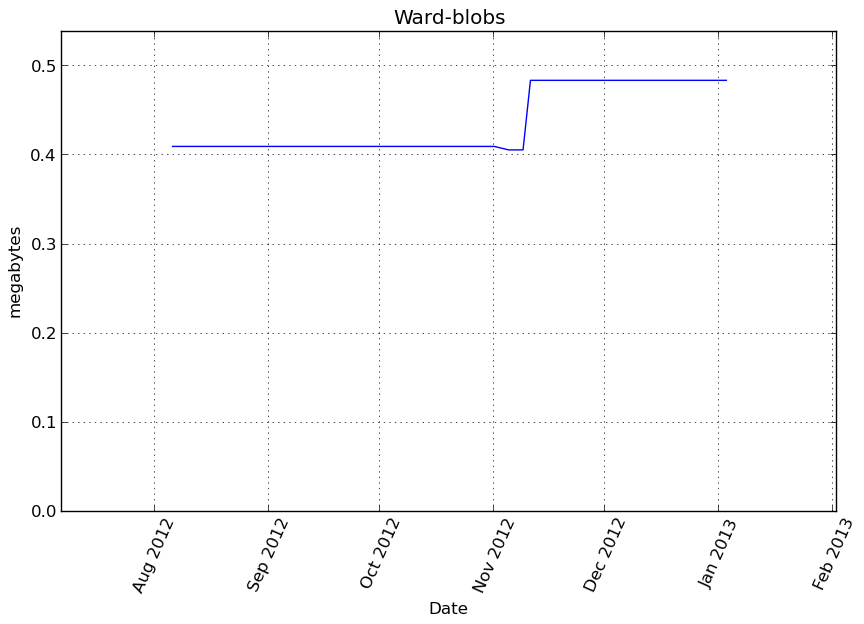 Ward-blobs
0.5
0.4
0.3
0.2
0.1
0.0
megabytes
Aug 2012
Sep 2012
Oct 2012
Nov 2012
Dec 2012
Jan 2013
Feb 2013
Date